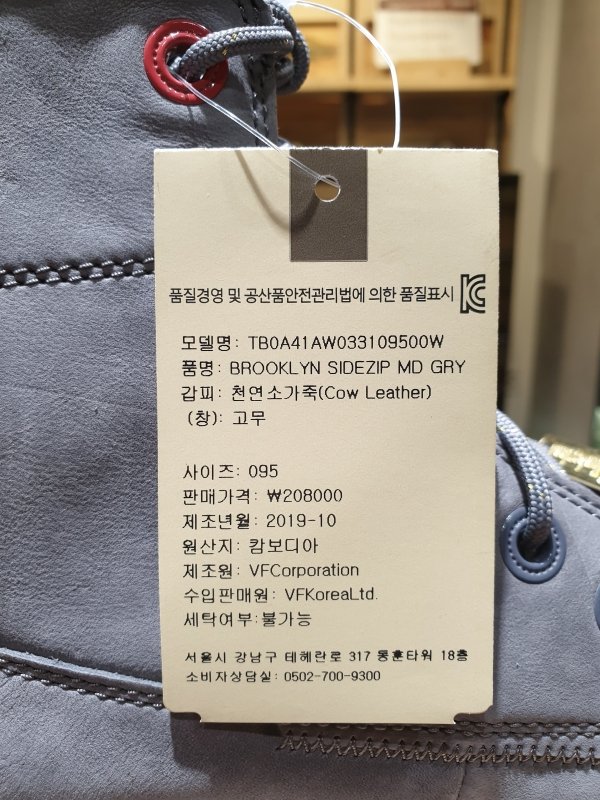 품질경영 및 공산품안전관리법에 의한 품질표시
모델명: TB0A41AW033109500W
품명: BROOKLYN SIDEZIP MD GRY
갑피: 천연소가죽(Cow Leather)
(창): 고무
사이즈: 095
판매가격: ₩208000
제조년월: 2019-10
원산지: 캄보디아
제조원: VFCorporation
수입판매원: VFKoreaLtd.
세탁여부:불가능
서울시 강남구 테헤란로 317 동훈타워 18층
소비자상담실: 0502-700-9300